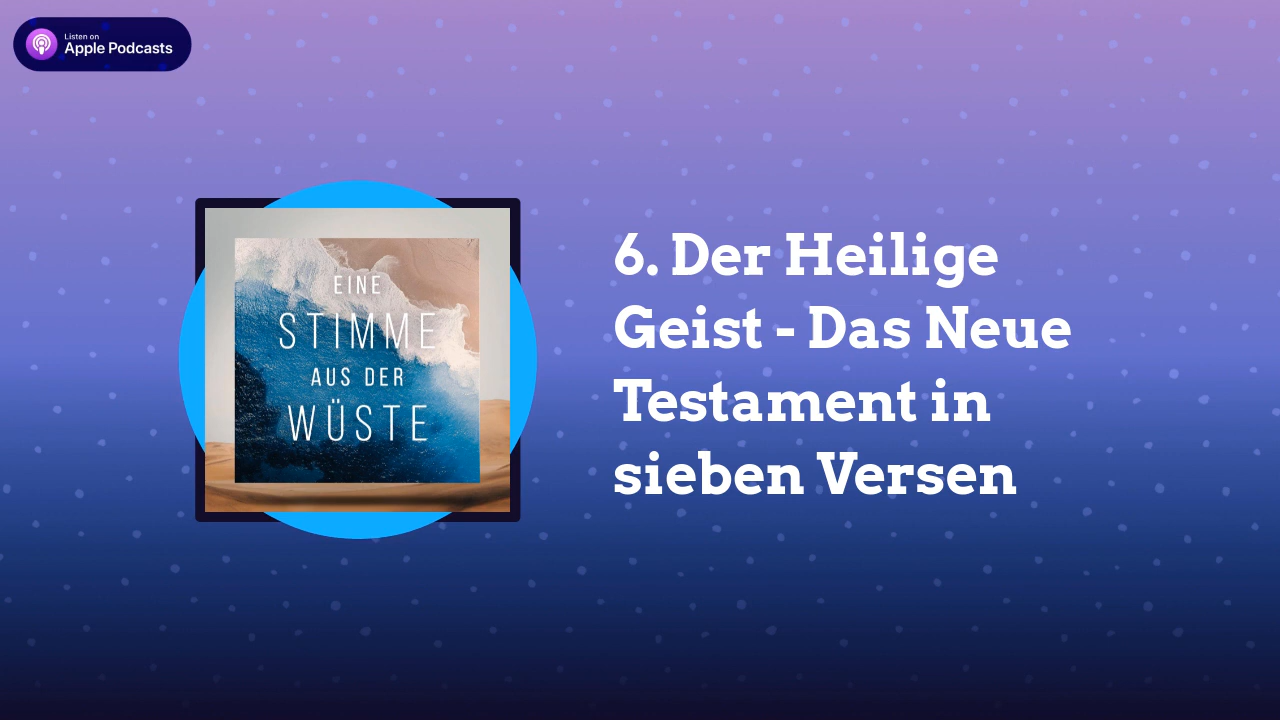 Listen on
Apple Podcasts
EINE
STIMME
AUS DER
WÜSTE
6. Der Heilige
Geist - Das Neue
Testament in
sieben Versen